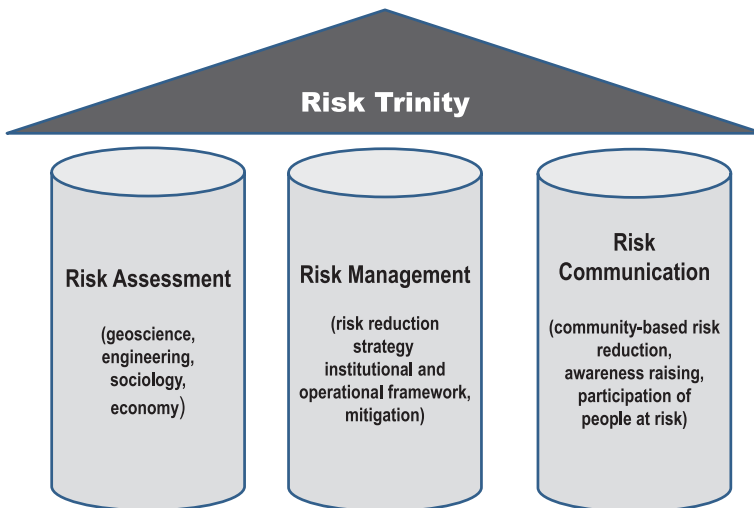 Risk Trinity
Risk Assessment
(geoscience,
engineering,
sociology,
economy)
Risk Management
(risk reduction
strategy
institutional and
operational framework,
mitigation)
Risk
Communication
(community-based risk
reduction,
awareness raising,
participation of
people at risk)